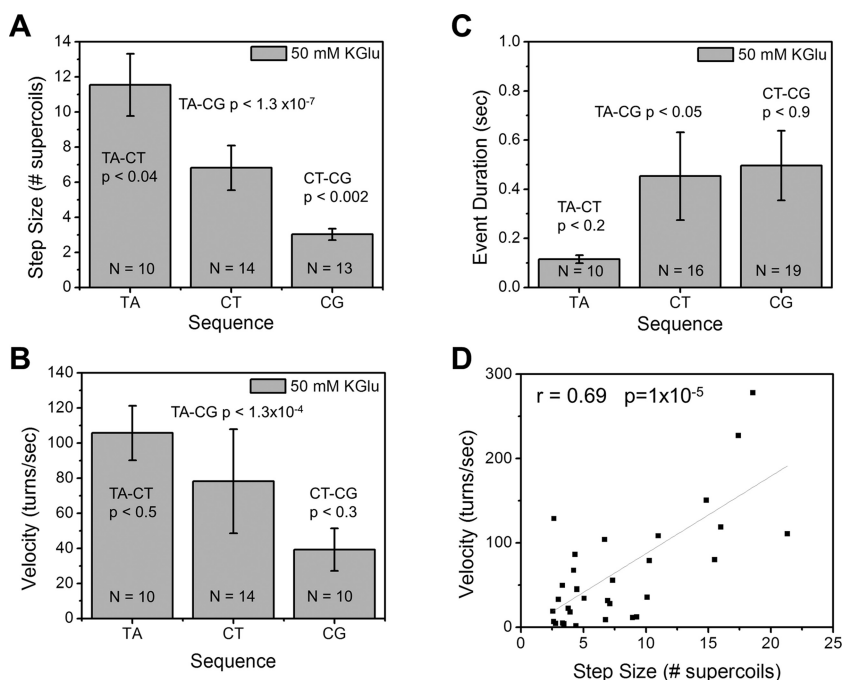 A
Step Size (# supercoils)
14
12
10
8
6
4
2
0
50 mM KGlu
TA-CG p < 1.3 x10-7
TA-CT
p < 0.04
CT-CG
p < 0.002
N = 10
N = 14
N = 13
TA
CT
CG
Sequence
C
Event Duration (sec)
1.0
0.8
0.6
0.4
0.2
0.0
50 mM KGlu
CT-CG
p < 0.9
TA-CG p < 0.05
TA-CT
p < 0.2
N = 10
N = 16
N = 19
TA
CT
CG
Sequence
B
Velocity (turns/sec)
140
120
100
80
60
40
20
0
50 mM KGlu
TA-CG p < 1.3x10-4
TA-CT
p < 0.5
CT-CG
p < 0.3
N = 10
N = 14
N = 10
TA
CT
CG
Sequence
D
Velocity (turns/sec)
300
200
100
0
r = 0.69 p=1x10-5
0
5
10
15
20
25
Step Size (# supercoils)